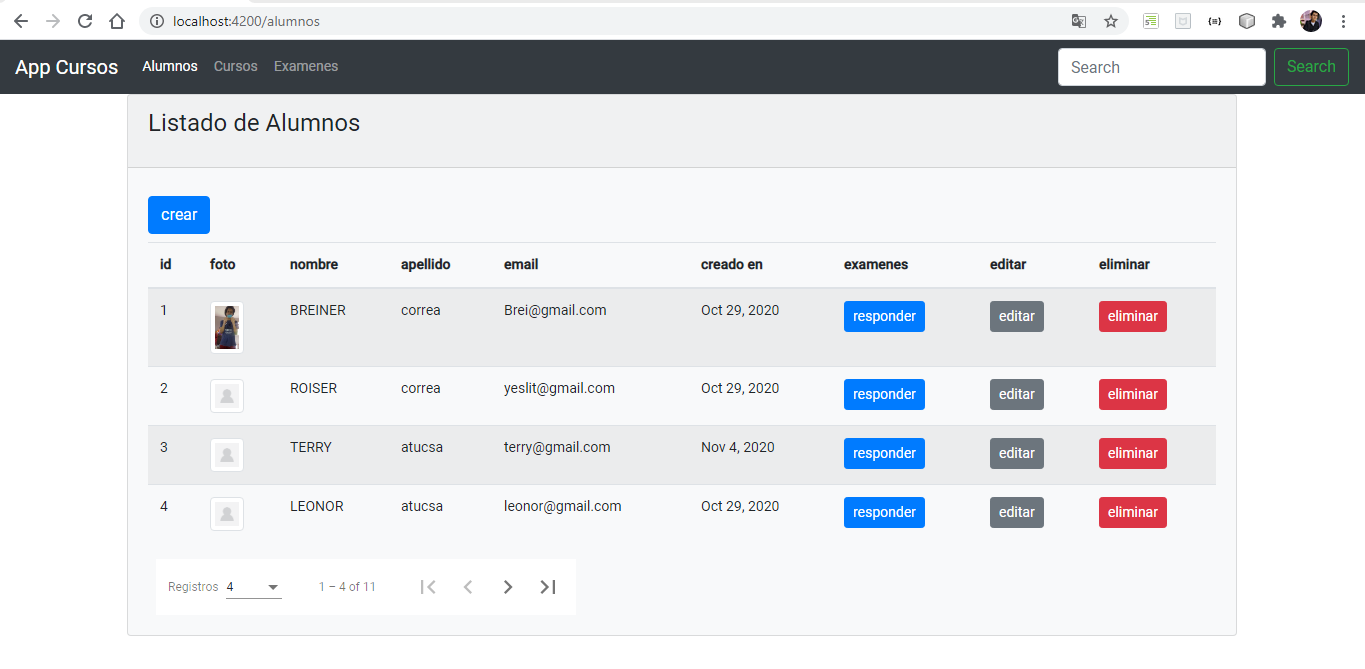 localhost:4200/alumnos
App Cursos Alumnos Cursos Examenes Search Search
Listado de Alumnos
crear
id foto nombre apellido email creado en examenes editar eliminar
1 BREINER correa Brei@gmail.com Oct 29, 2020 responder editar eliminar
2 ROISER correa yeslit@gmail.com Oct 29, 2020 responder editar eliminar
3 TERRY atucsa terry@gmail.com Nov 4, 2020 responder editar eliminar
4 LEONOR atucsa leonor@gmail.com Oct 29, 2020 responder editar eliminar
Registros 4 1 – 4 of 11